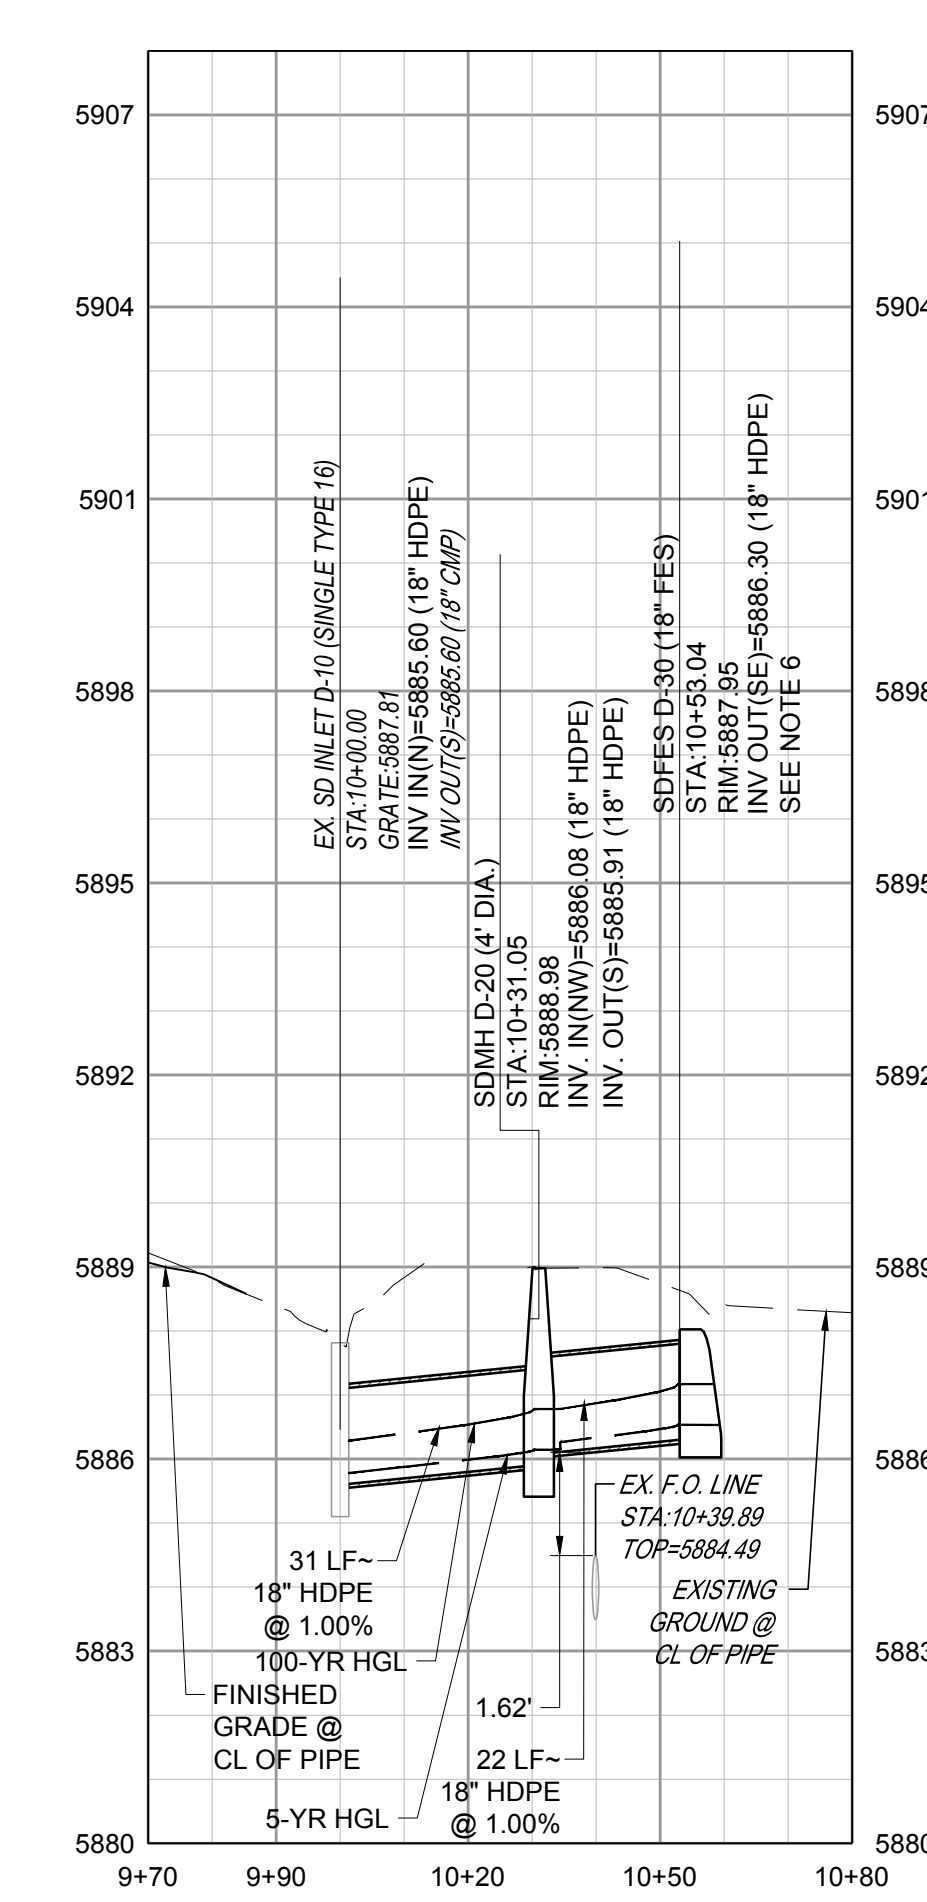 5907
5904
5901
5898
5895
5892
5889
5886
5883
5880
5907
5904
5901
5898
5895
5892
5889
5886
5883
5880
EX. SD INLET D-10 (SINGLE TYPE 16)
STA:10+00.00
GRATE:5887.81
INV IN(N)=5885.60 (18" HDPE)
INV OUT(S)=5885.60 (18" CMP)
SDMH D-20 (4' DIA.)
STA:10+31.05
RIM:5888.98
INV. IN(NW)=5886.08 (18" HDPE)
INV. OUT(S)=5885.91 (18" HDPE)
SDFES D-30 (18" FES)
STA:10+53.04
RIM:5887.95
INV OUT(SE)=5886.30 (18" HDPE)
SEE NOTE 6
EX. F.O. LINE
STA:10+39.89
TOP=5884.49
EXISTING
GROUND @
CL OF PIPE
31 LF~
18" HDPE
@ 1.00%
100-YR HGL
FINISHED
GRADE @
CL OF PIPE
1.62'
22 LF~
18" HDPE
@ 1.00%
5-YR HGL
9+70 9+90 10+20 10+50 10+80